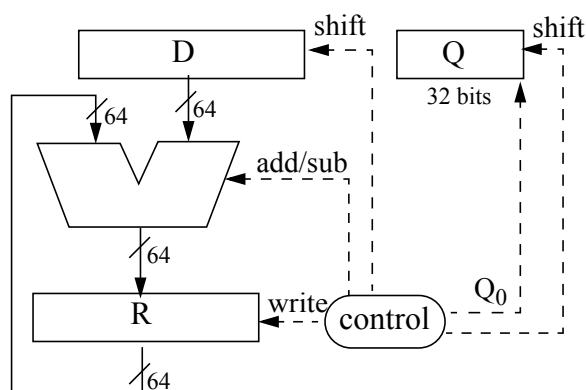 shift
shift
D
Q
32 bits
64
64
add/sub
64
R
write
control
Q0
64